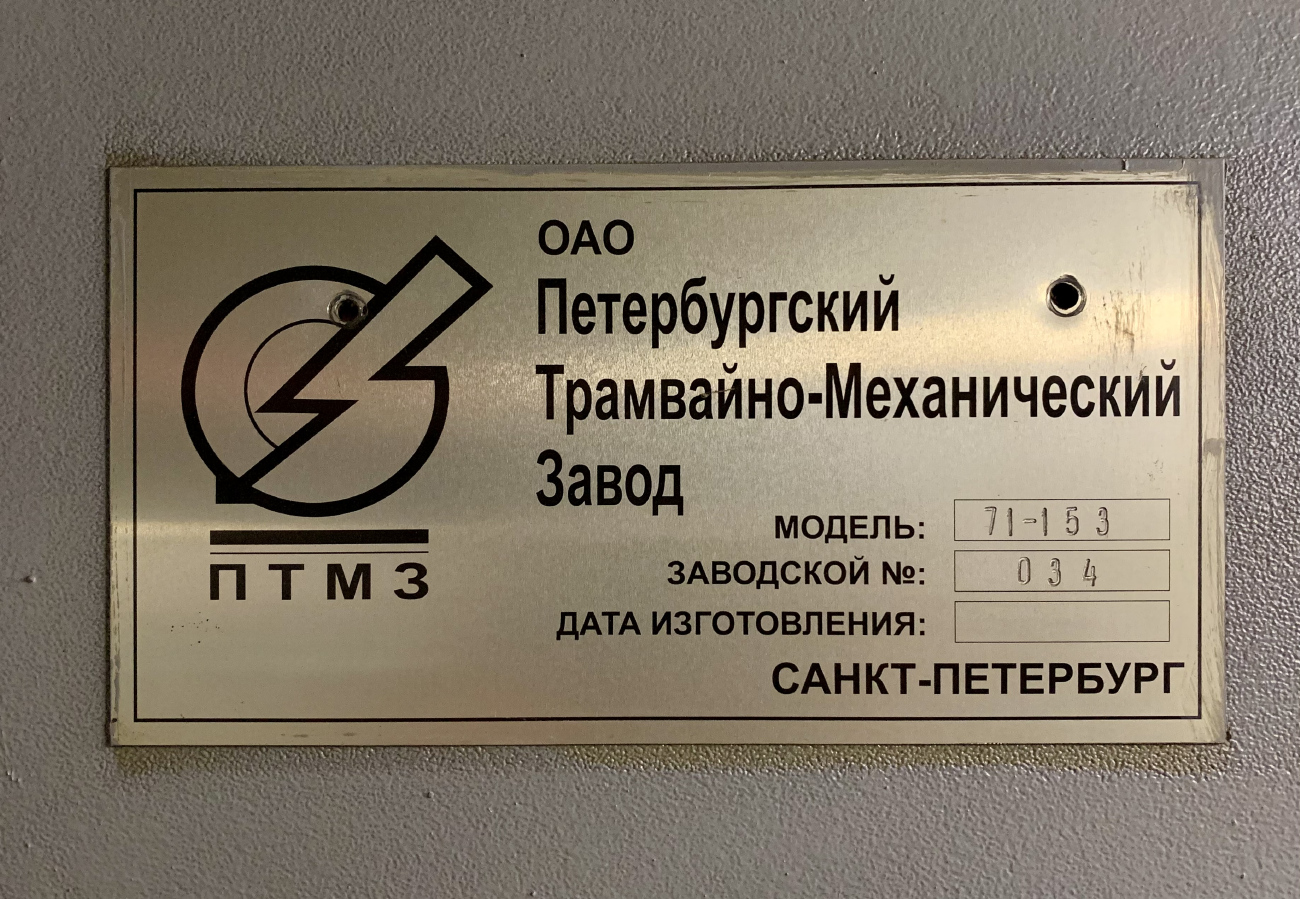 ПТМЗ
ОАО
Петербургский
Трамвайно-Механический
Завод
МОДЕЛЬ: 71-153
ЗАВОДСКОЙ №: 034
ДАТА ИЗГОТОВЛЕНИЯ:
САНКТ-ПЕТЕРБУРГ